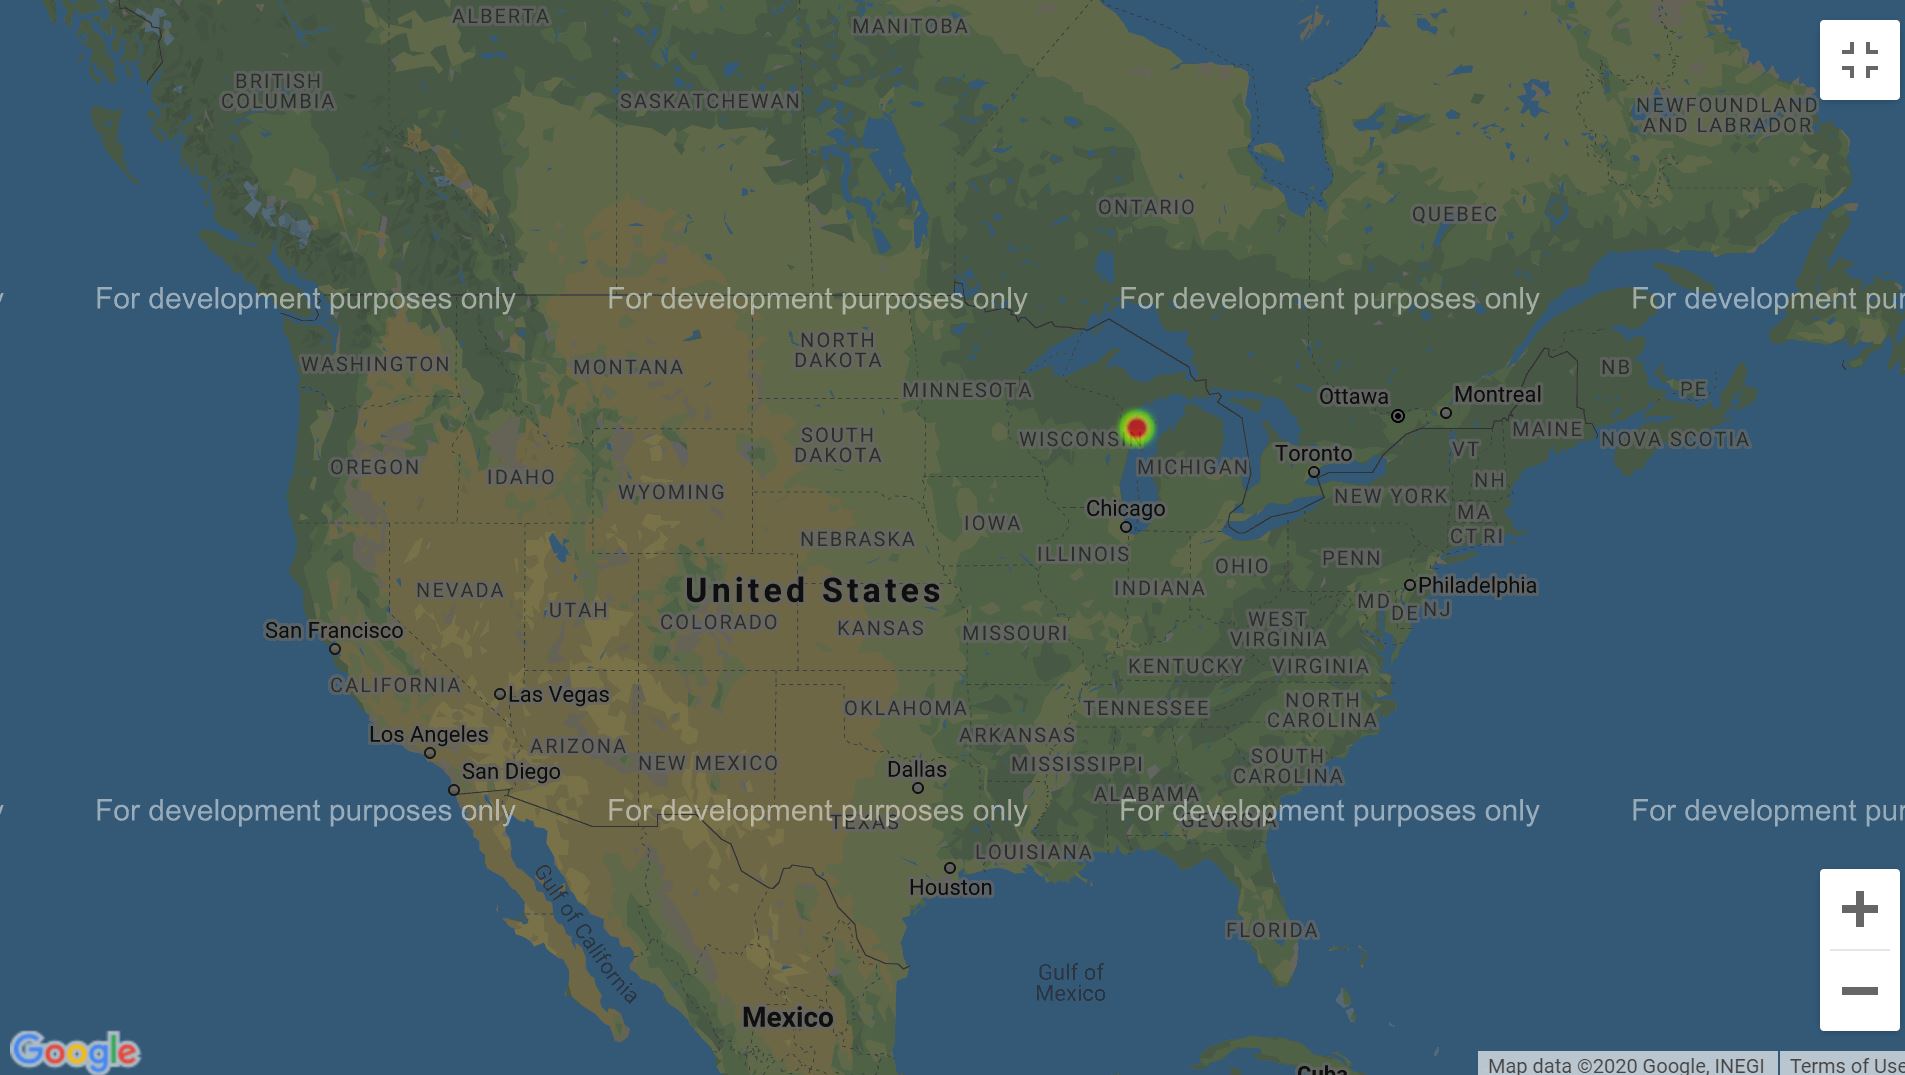 ALBERTA
MANITOBA
BRITISH
COLUMBIA
SASKATCHEWAN
NEWFOUNDLAND
AND LABRADOR
ONTARIO
QUEBEC
For development purposes only
For development purposes only
For development purposes only
For development pur
WASHINGTON
MONTANA
NORTH
DAKOTA
MINNESOTA
Ottawa
Montreal
NB
PE
MAINE
NOVA SCOTIA
OREGON
IDAHO
SOUTH
DAKOTA
WISCONSIN
MICHIGAN
Toronto
VT
NH
WYOMING
NEW YORK
MA
CT RI
Chicago
IOWA
NEBRASKA
ILLINOIS
OHIO
PENN
INDIANA
Philadelphia
NEVADA
United States
UTAH
COLORADO
KANSAS
MISSOURI
WEST
VIRGINIA
MD
DE
NJ
San Francisco
KENTUCKY
VIRGINIA
CALIFORNIA
Las Vegas
OKLAHOMA
TENNESSEE
NORTH
CAROLINA
Los Angeles
ARIZONA
NEW MEXICO
ARKANSAS
San Diego
Dallas
MISSISSIPPI
SOUTH
CAROLINA
ALABAMA
For development purposes only
For development purposes only
For development purposes only
For development pur
TEXAS
GEORGIA
LOUISIANA
Houston
Gulf of California
FLORIDA
Gulf of
Mexico
Mexico
Google
Cuba
Map data ©2020 Google, INEGI
Terms of Use